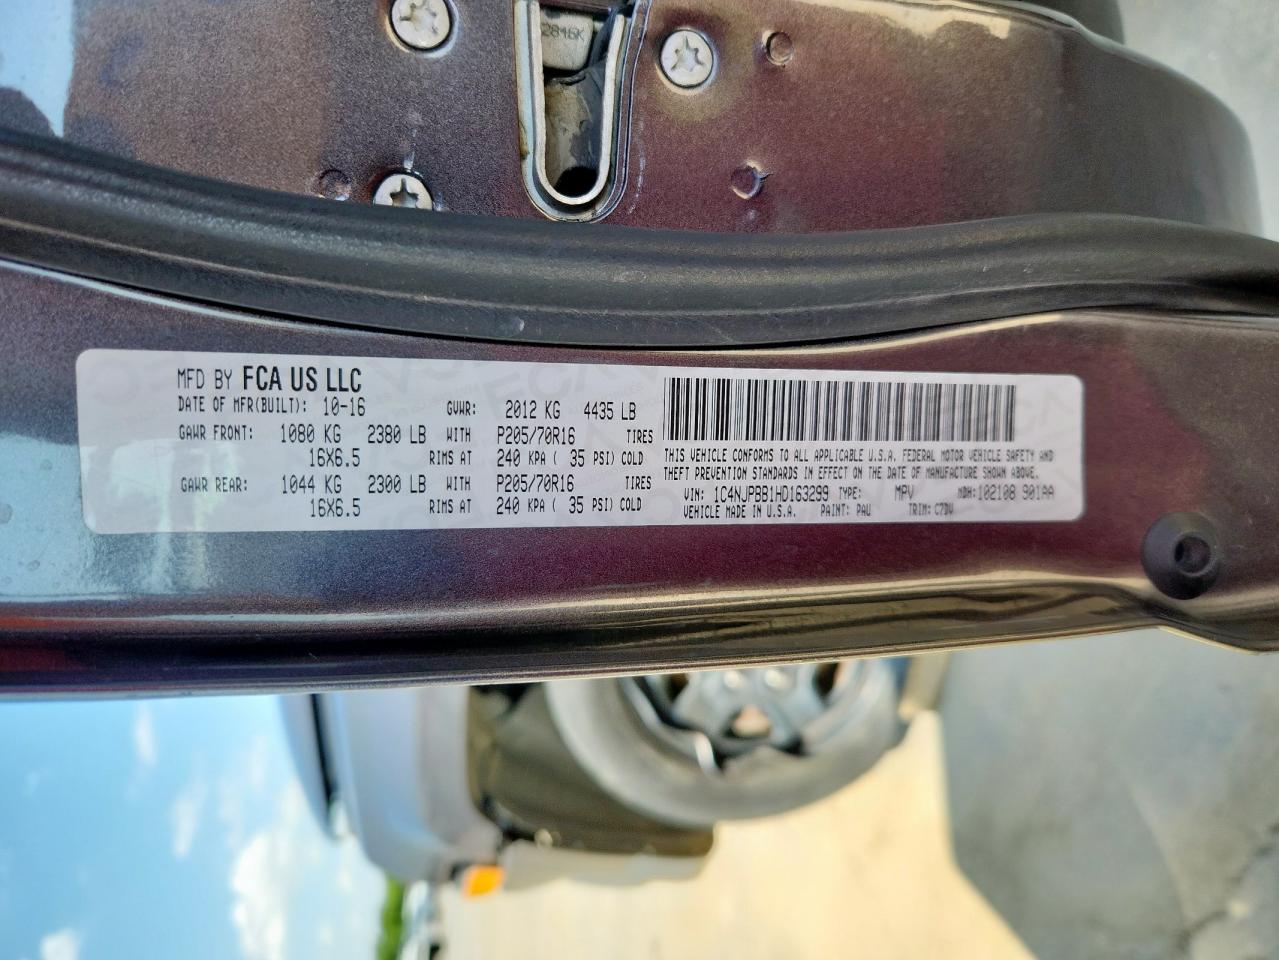 2846K
MFD BY FCA US LLC
DATE OF MFR(BUILT): 10-16 GVWR: 2012 KG 4435 LB
GAWR FRONT: 1080 KG 2380 LB WITH P205/70R16 TIRES
16X6.5 RIMS AT 240 KPA ( 35 PSI) COLD
GAWR REAR: 1044 KG 2300 LB WITH P205/70R16 TIRES
16X6.5 RIMS AT 240 KPA ( 35 PSI) COLD
THIS VEHICLE CONFORMS TO ALL APPLICABLE U.S.A. FEDERAL MOTOR VEHICLE SAFETY AND
THEFT PREVENTION STANDARDS IN EFFECT ON THE DATE OF MANUFACTURE SHOWN ABOVE.
VIN: 1C4NJPBB1HD163299 TYPE: MPV MDH:102108 901AA
VEHICLE MADE IN U.S.A. PAINT: PAU TRIM: C7DV